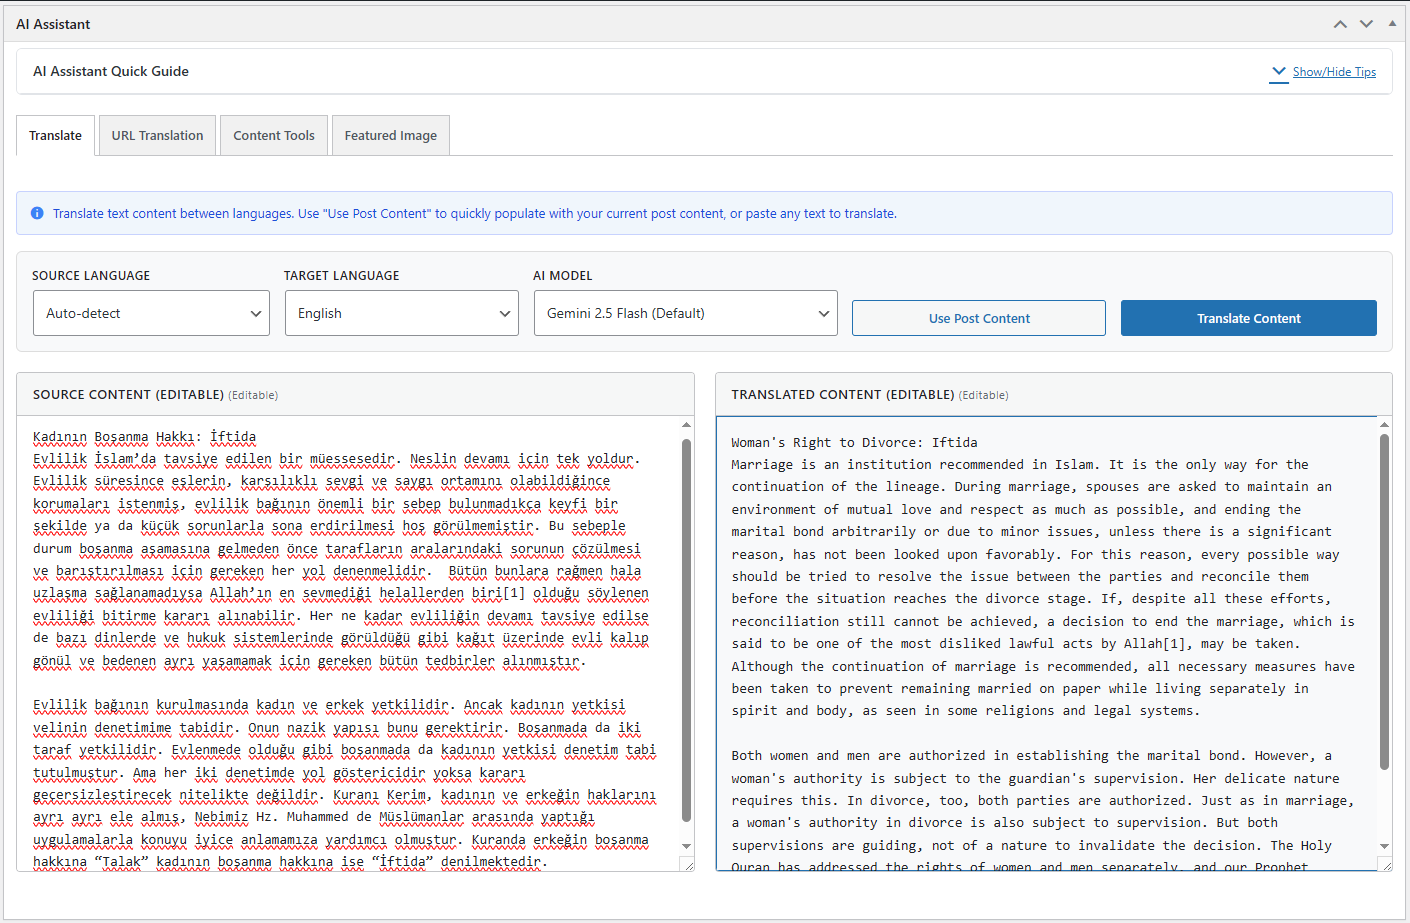 AI Assistant
AI Assistant Quick Guide
Show/Hide Tips
Translate
URL Translation
Content Tools
Featured Image
Translate text content between languages. Use "Use Post Content" to quickly populate with your current post content, or paste any text to translate.
SOURCE LANGUAGE
TARGET LANGUAGE
AI MODEL
Auto-detect
English
Gemini 2.5 Flash (Default)
Use Post Content
Translate Content
SOURCE CONTENT (EDITABLE) (Editable)
Kadının Boşanma Hakkı: İftida
Evlilik İslam’da tavsiye edilen bir müessesedir. Neslin devamı için tek yoldur.
Evlilik süresince eşlerin, karşılıklı sevgi ve saygı ortamını olabildiğince
korumaları istenmiş, evlilik bağının önemli bir sebep bulunmadıkça keyfi bir
şekilde ya da küçük sorunlarla sona erdirilmesi hoş görülmemiştir. Bu sebeple
durum boşanma aşamasına gelmeden önce tarafların aralarındaki sorunun çözülmesi
ve barıştırılması için gereken her yol denenmelidir.  Bütün bunlara rağmen hala
uzlaşma sağlanamadıysa Allah’ın en sevmediği helallerden biri[1] olduğu söylenen
evliliği bitirme kararı alınabilir. Her ne kadar evliliğin devamı tavsiye edilse
de bazı dinlerde ve hukuk sistemlerinde görüldüğü gibi kağıt üzerinde evli kalıp
gönül ve bedenen ayrı yaşamamak için gereken bütün tedbirler alınmıştır.
Evlilik bağının kurulmasında kadın ve erkek yetkilidir. Ancak kadının yetkisi
velinin denetimime tabidir. Onun nazik yapısı bunu gerektirir. Boşanmada da iki
taraf yetkilidir. Evlenmede olduğu gibi boşanmada da kadının yetkisi denetim tabi
tutulmuştur. Ama her iki denetimde yol göstericidir yoksa kararı
geçersizleştirecek nitelikte değildir. Kuranı Kerim, kadının ve erkeğin haklarını
ayrı ayrı ele almış, Nebimiz Hz. Muhammed de Müslümanlar arasında yaptığı
uygulamalarla konuyu iyice anlamamıza yardımcı olmuştur. Kuranda erkeğin boşanma
hakkına “Talak” kadının boşanma hakkına ise “İftida” denilmektedir.
TRANSLATED CONTENT (EDITABLE) (Editable)
Woman's Right to Divorce: Iftida
Marriage is an institution recommended in Islam. It is the only way for the
continuation of the lineage. During marriage, spouses are asked to maintain an
environment of mutual love and respect as much as possible, and ending the
marital bond arbitrarily or due to minor issues, unless there is a significant
reason, has not been looked upon favorably. For this reason, every possible way
should be tried to resolve the issue between the parties and reconcile them
before the situation reaches the divorce stage. If, despite all these efforts,
reconciliation still cannot be achieved, a decision to end the marriage, which is
said to be one of the most disliked lawful acts by Allah[1], may be taken.
Although the continuation of marriage is recommended, all necessary measures have
been taken to prevent remaining married on paper while living separately in
spirit and body, as seen in some religions and legal systems.
Both women and men are authorized in establishing the marital bond. However, a
woman's authority is subject to the guardian's supervision. Her delicate nature
requires this. In divorce, too, both parties are authorized. Just as in marriage,
a woman's authority in divorce is also subject to supervision. But both
supervisions are guiding, not of a nature to invalidate the decision. The Holy
Quran has addressed the rights of women and men separately, and our Prophet